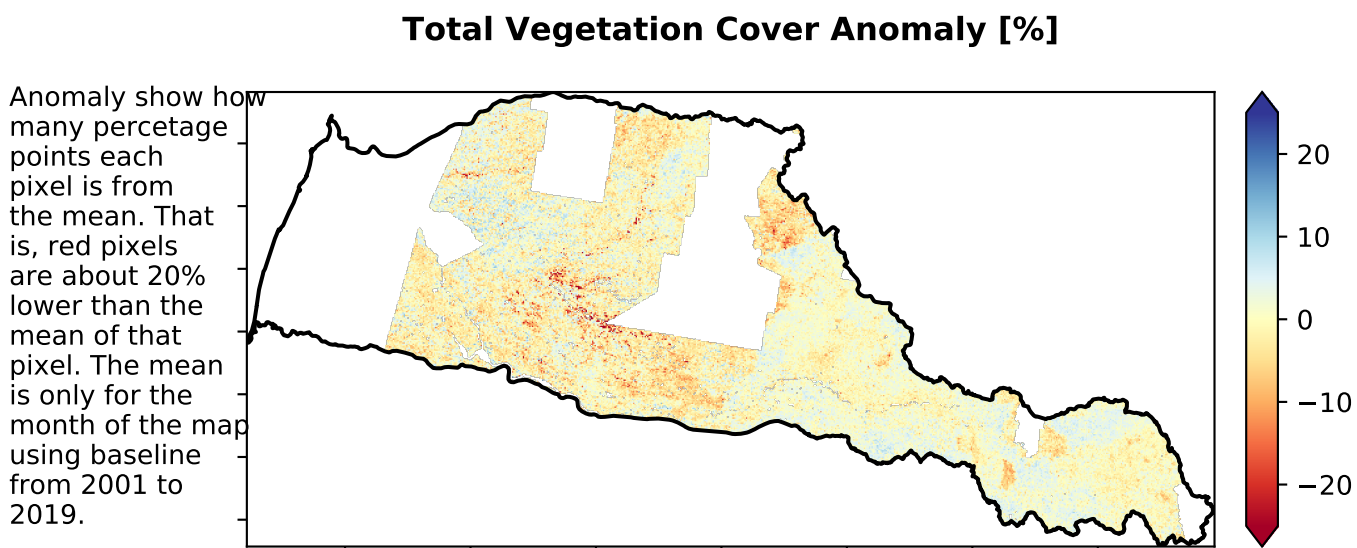 Total Vegetation Cover Anomaly [%]
Anomaly show how
many percetage
points each
pixel is from
the mean. That
is, red pixels
are about 20%
lower than the
mean of that
pixel. The mean
is only for the
month of the map
using baseline
from 2001 to
2019.
20
10
0
−10
−20